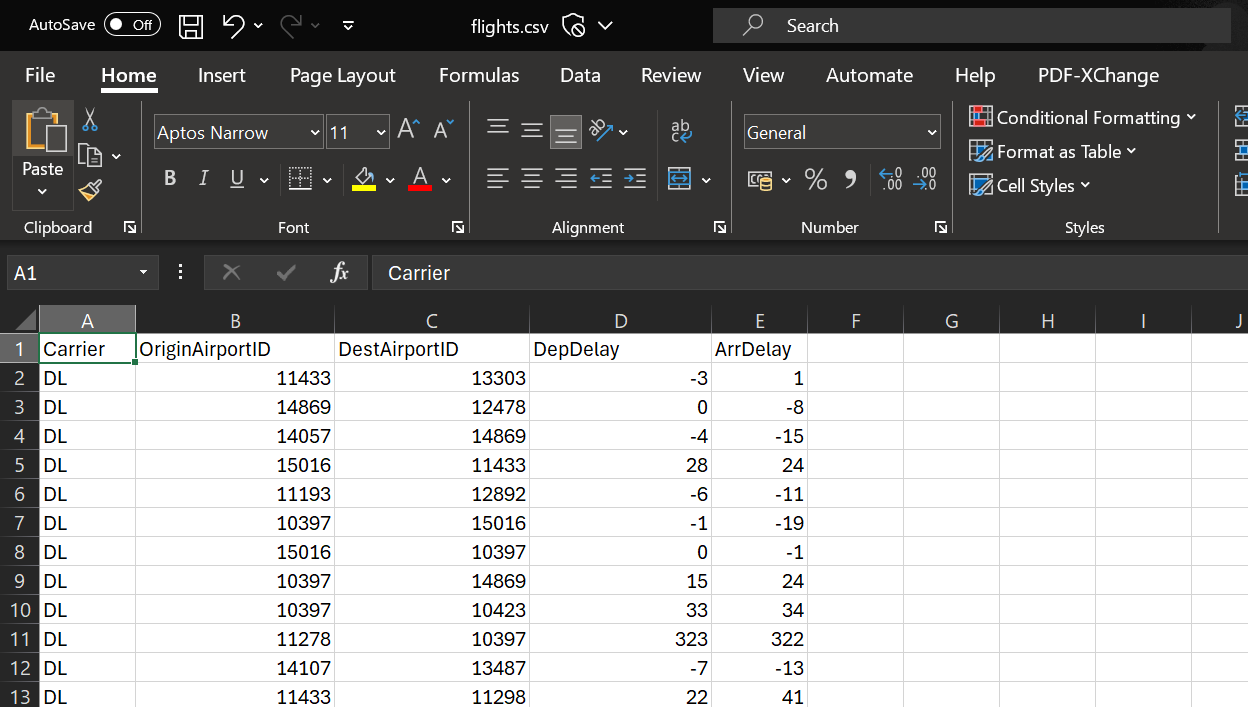 AutoSave Off flights.csv Search
File Home Insert Page Layout Formulas Data Review View Automate Help PDF-XChange
Paste
Aptos Narrow 11
B I U A
ab
General
% .00
Conditional Formatting
Format as Table
Cell Styles
Clipboard Font Alignment Number Styles
A1 fx Carrier
A B C D E F G H I J
1 Carrier OriginAirportID DestAirportID DepDelay ArrDelay
2 DL 11433 13303 -3 1
3 DL 14869 12478 0 -8
4 DL 14057 14869 -4 -15
5 DL 15016 11433 28 24
6 DL 11193 12892 -6 -11
7 DL 10397 15016 -1 -19
8 DL 15016 10397 0 -1
9 DL 10397 14869 15 24
10 DL 10397 10423 33 34
11 DL 11278 10397 323 322
12 DL 14107 13487 -7 -13
13 DL 11433 11298 22 41